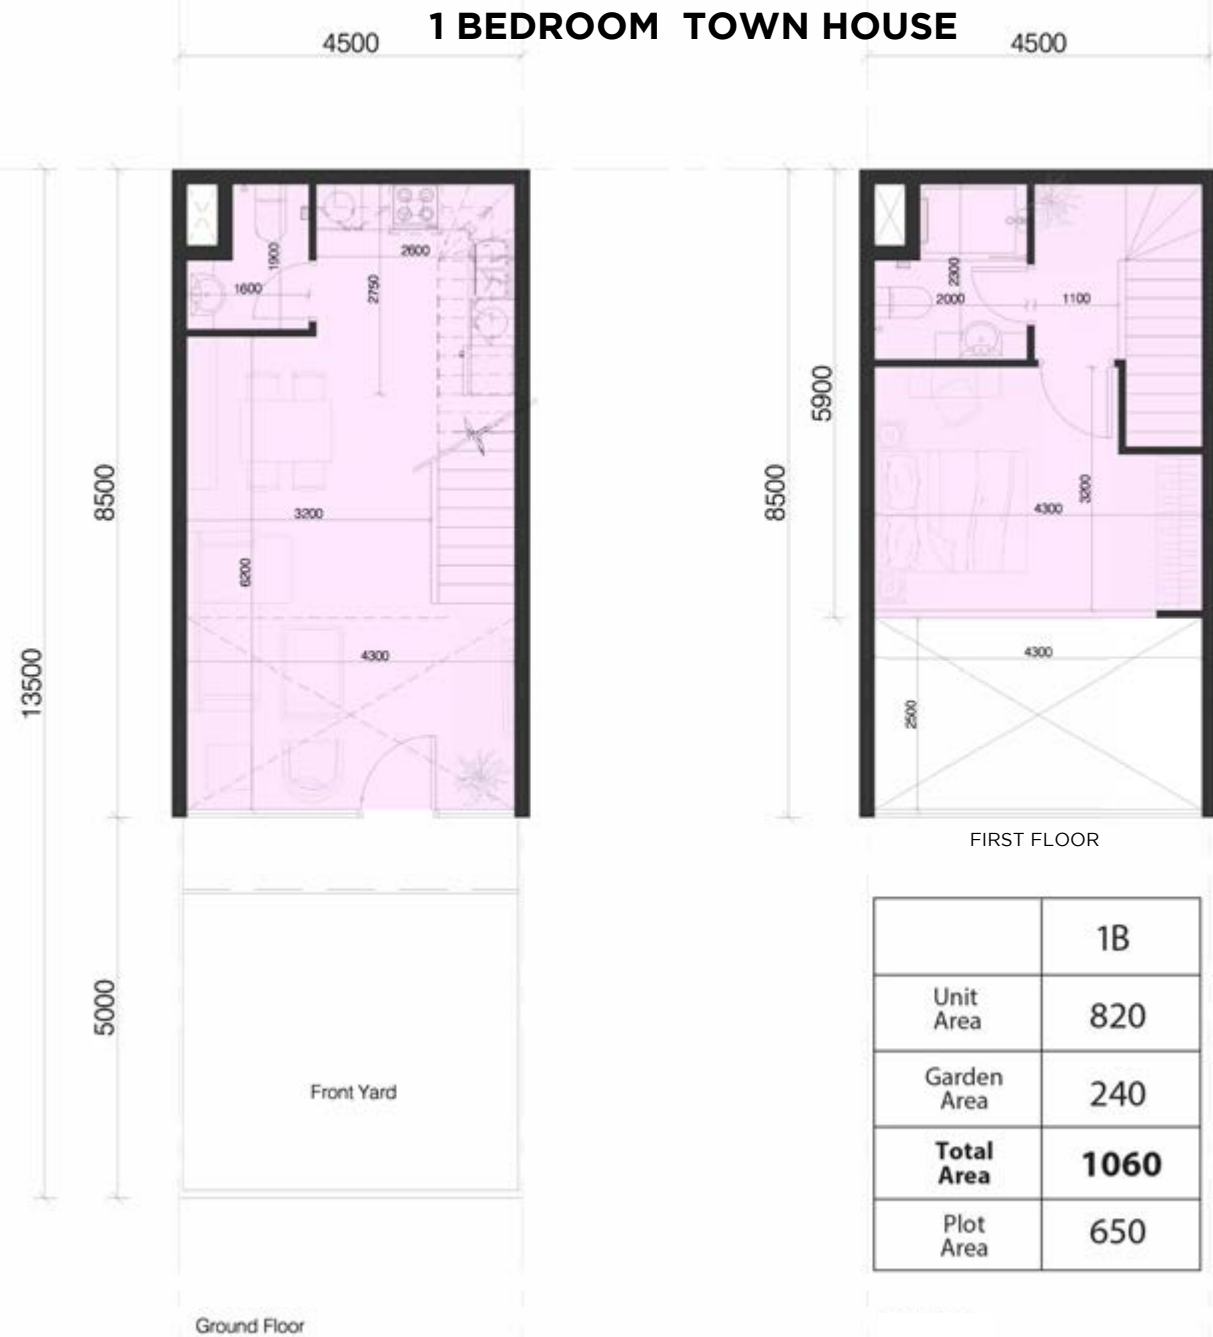 1 BEDROOM TOWN HOUSE
4500
4500
1900
2600
1600
2750
3200
6200
4300
8500
13500
5000
Front Yard
Ground Floor
2300
2000
1100
5900
8500
3200
4300
4300
2500
FIRST FLOOR
1B
Unit
Area
820
Garden
Area
240
Total
Area
1060
Plot
Area
650